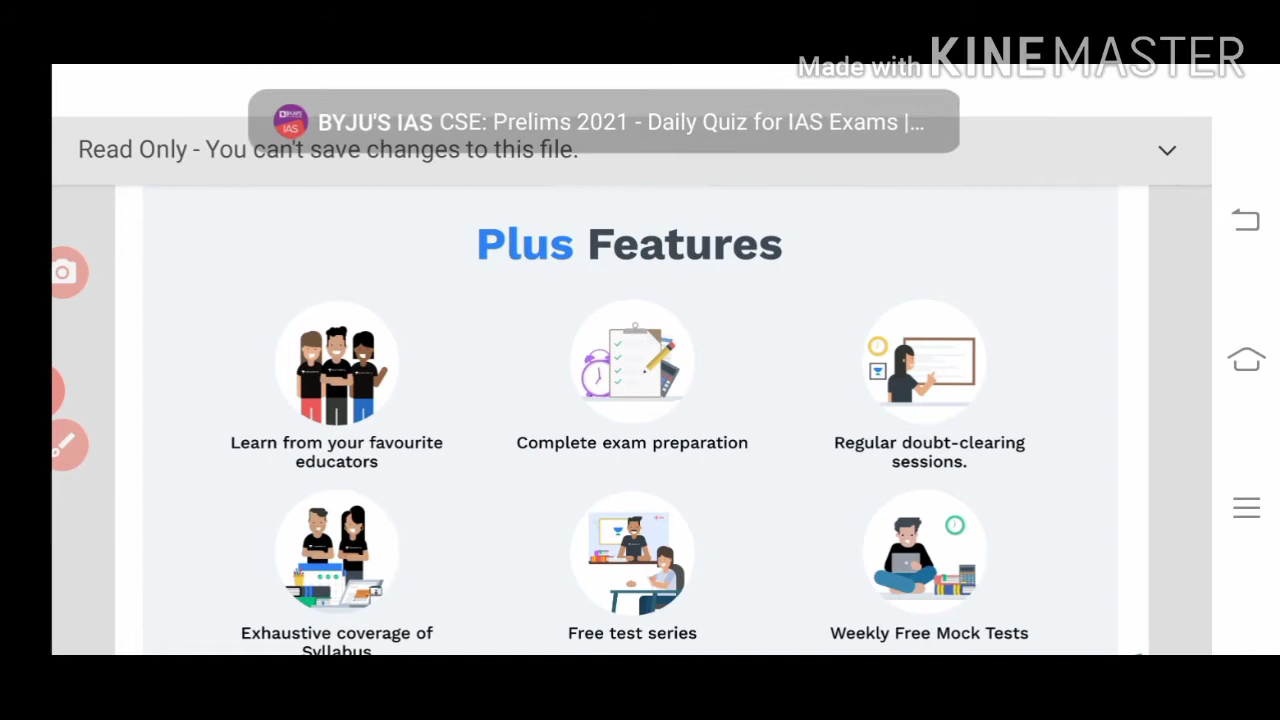 Made with KINEMASTER
BYJU'S IAS CSE: Prelims 2021 - Daily Quiz for IAS Exams |...
Read Only - You can't save changes to this file.
Plus Features
Learn from your favourite
educators
Complete exam preparation
Regular doubt-clearing
sessions.
Exhaustive coverage of
Syllabus
Free test series
Weekly Free Mock Tests